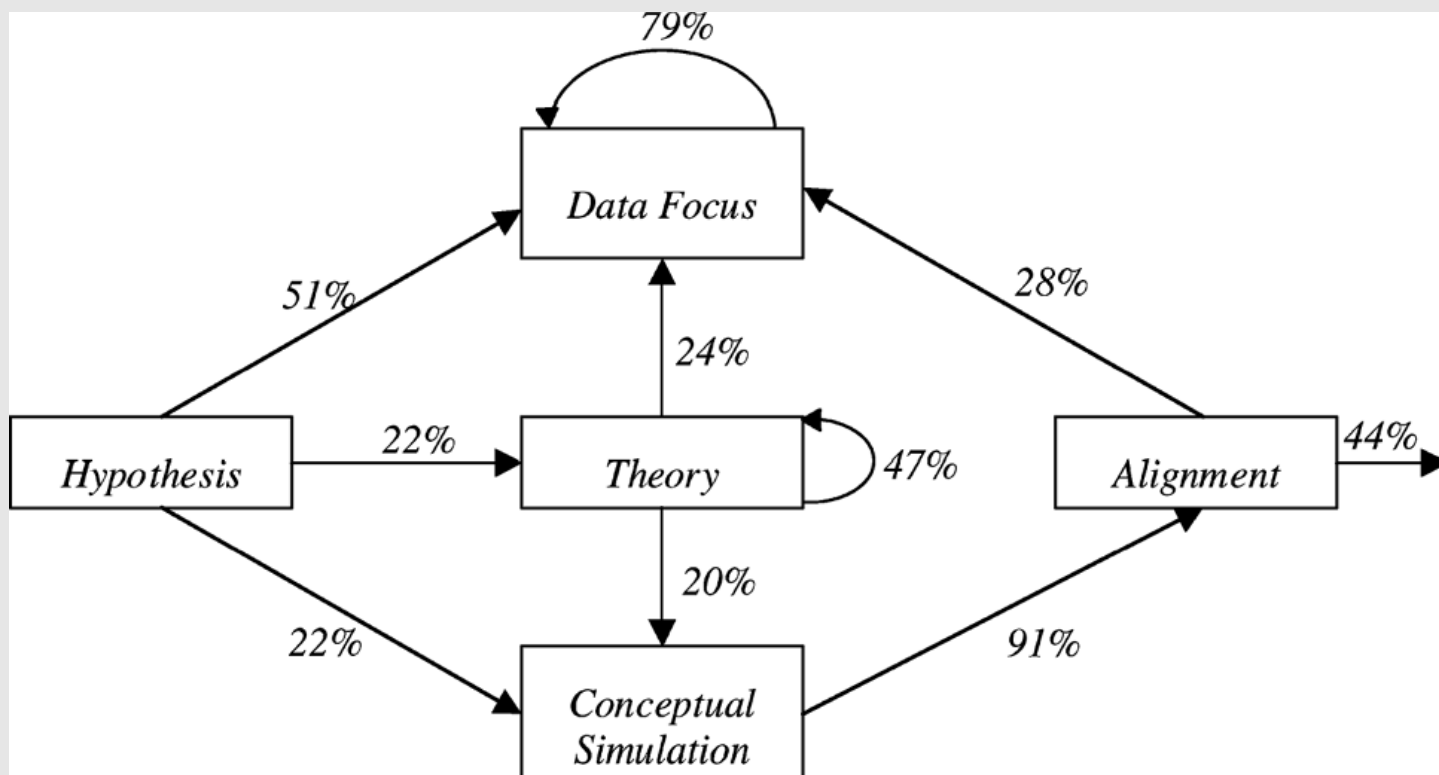 79%
Data Focus
51%
28%
24%
22%
44%
Hypothesis
Theory
47%
Alignment
20%
22%
91%
Conceptual
Simulation